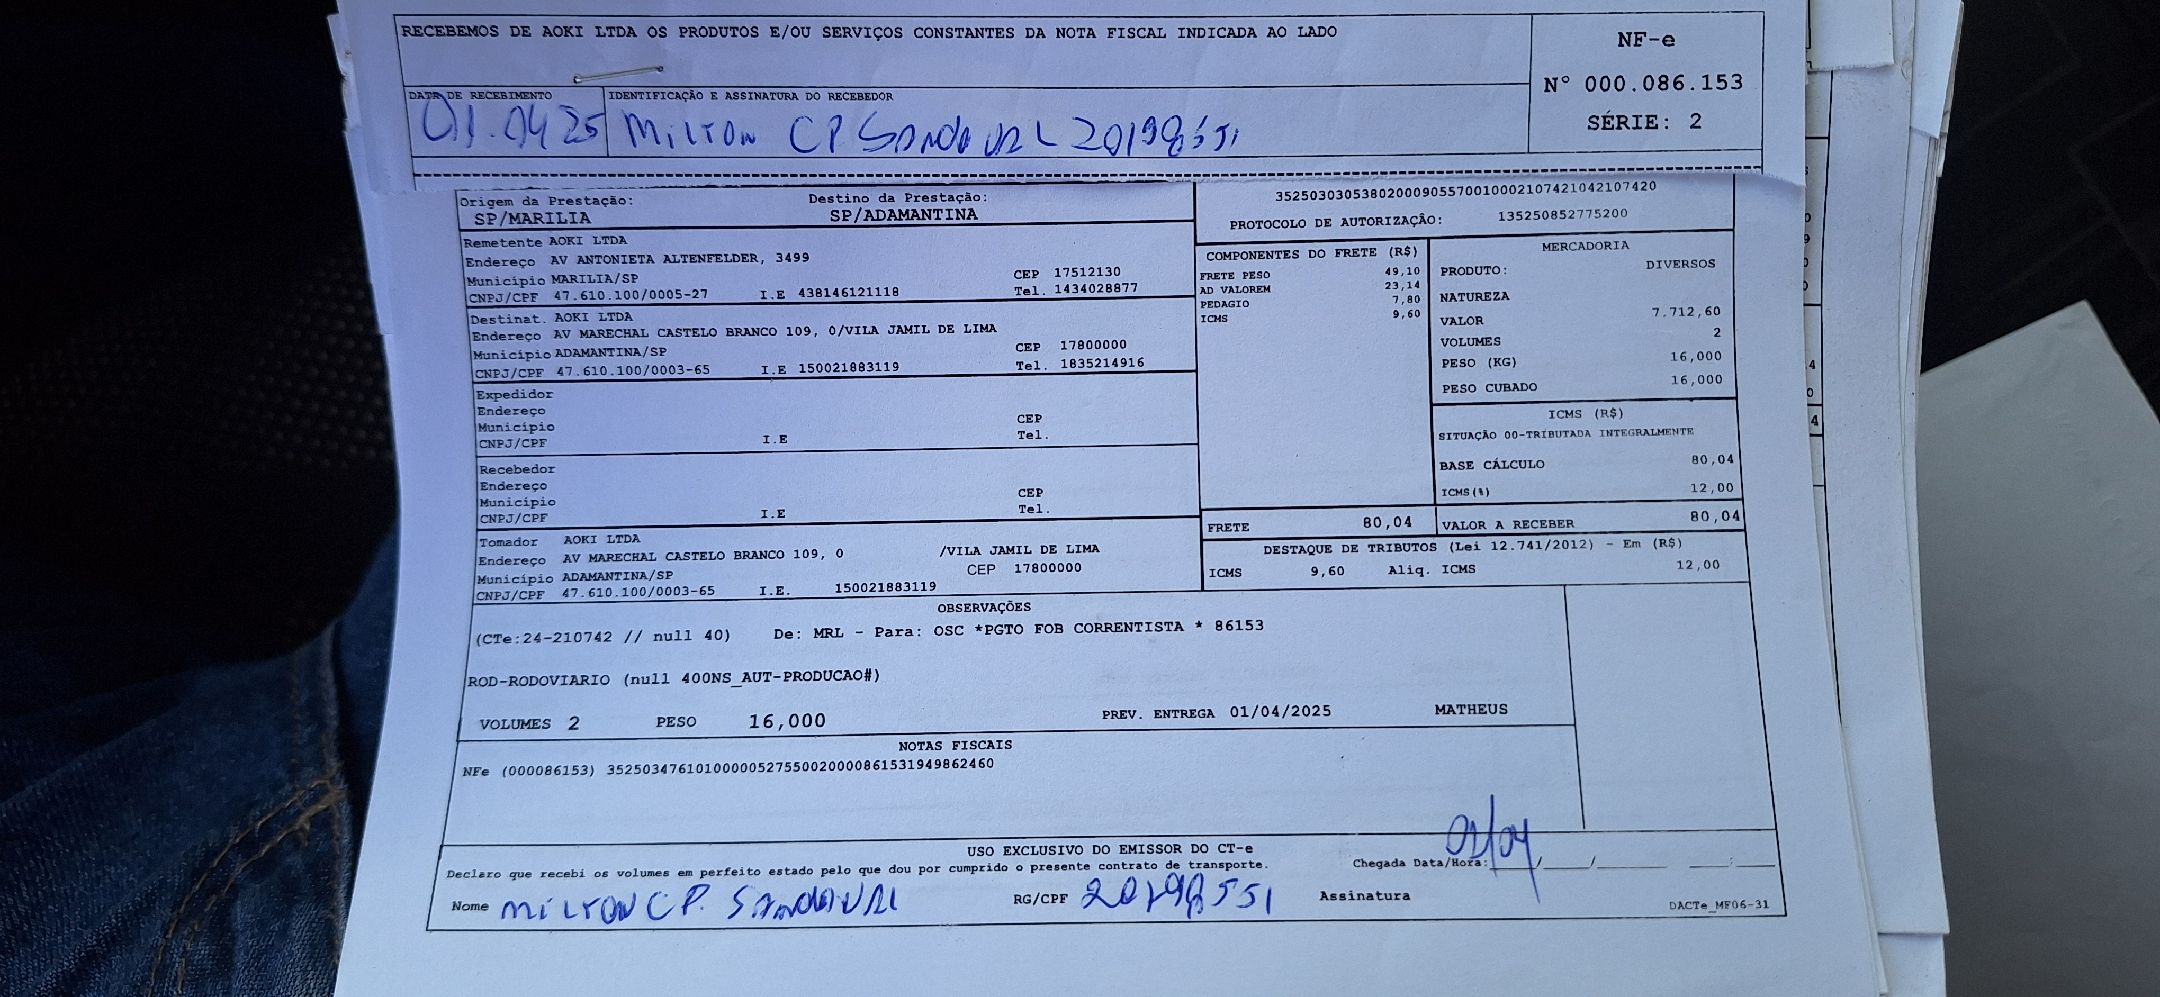 RECEBEMOS DE AOKI LTDA OS PRODUTOS E/OU SERVIÇOS CONSTANTES DA NOTA FISCAL INDICADA AO LADO
NF-e
Nº 000.086.153
SÉRIE: 2
DATA DE RECEBIMENTO
01.04 25
IDENTIFICAÇÃO E ASSINATURA DO RECEBEDOR
MILTON CP SANDOVAL 20198551
Origem da Prestação:
SP/MARILIA
Destino da Prestação:
SP/ADAMANTINA
35250303053802000905570010002107421042107420
PROTOCOLO DE AUTORIZAÇÃO: 135250852775200
Remetente AOKI LTDA
Endereço AV ANTONIETA ALTENFELDER, 3499
Município MARILIA/SP CEP 17512130
CNPJ/CPF 47.610.100/0005-27 I.E 438146121118 Tel. 1434028877
Destinat. AOKI LTDA
Endereço AV MARECHAL CASTELO BRANCO 109, 0/VILA JAMIL DE LIMA
Município ADAMANTINA/SP CEP 17800000
CNPJ/CPF 47.610.100/0003-65 I.E 150021883119 Tel. 1835214916
Expedidor
Endereço
Município CEP
CNPJ/CPF I.E Tel.
Recebedor
Endereço
Município CEP
CNPJ/CPF I.E Tel.
Tomador AOKI LTDA
Endereço AV MARECHAL CASTELO BRANCO 109, 0 /VILA JAMIL DE LIMA
Município ADAMANTINA/SP CEP 17800000
CNPJ/CPF 47.610.100/0003-65 I.E. 150021883119
COMPONENTES DO FRETE (R$)
FRETE PESO 49,10
AD VALOREM 23,14
PEDAGIO 7,80
ICMS 9,60
MERCADORIA
PRODUTO: DIVERSOS
NATUREZA
VALOR 7.712,60
VOLUMES 2
PESO (KG) 16,000
PESO CUBADO 16,000
ICMS (R$)
SITUAÇÃO 00-TRIBUTADA INTEGRALMENTE
BASE CÁLCULO 80,04
ICMS(%) 12,00
FRETE 80,04
VALOR A RECEBER 80,04
DESTAQUE DE TRIBUTOS (Lei 12.741/2012) - Em (R$)
ICMS 9,60 Aliq. ICMS 12,00
OBSERVAÇÕES
(CTe:24-210742 // null 40) De: MRL - Para: OSC *PGTO FOB CORRENTISTA * 86153
ROD-RODOVIARIO (null 400NS_AUT-PRODUCAO#)
VOLUMES 2 PESO 16,000 PREV. ENTREGA 01/04/2025 MATHEUS
NOTAS FISCAIS
NFe (000086153) 35250347610100000527550020000861531949862460
USO EXCLUSIVO DO EMISSOR DO CT-e
Declaro que recebi os volumes em perfeito estado pelo que dou por cumprido o presente contrato de transporte.
Chegada Data/Hora: 01/04 / / :
Nome MILTON CP. SANDOVAL RG/CPF 20198551 Assinatura
DACTe_MF06-31